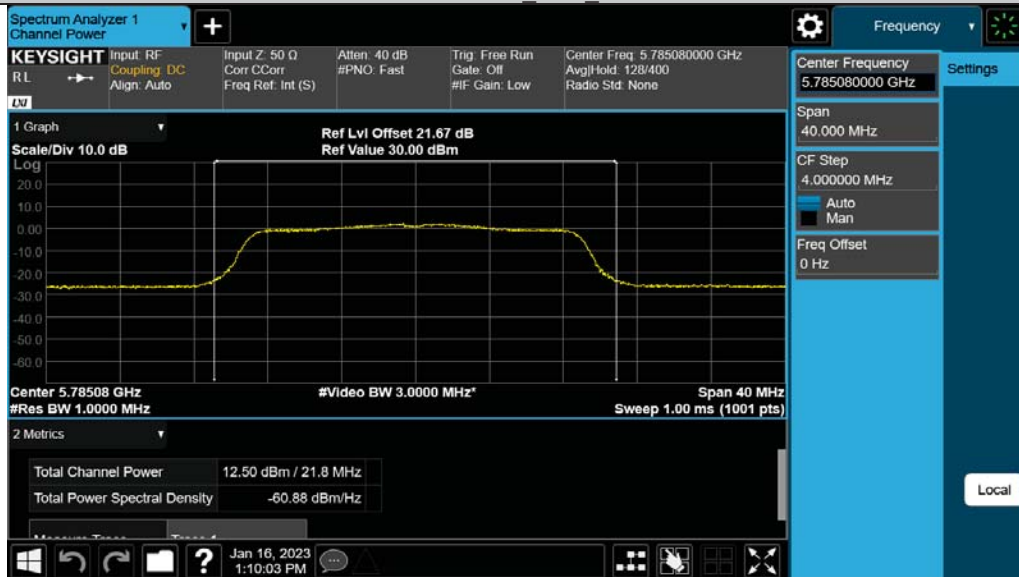 Spectrum Analyzer 1
Channel Power
Frequency
KEYSIGHT
RL
LXI
Input: RF
Coupling: DC
Align: Auto
Input Z: 50 Ω
Corr CCorr
Freq Ref: Int (S)
Atten: 40 dB
#PNO: Fast
Trig: Free Run
Gate: Off
#IF Gain: Low
Center Freq: 5.785080000 GHz
Avg|Hold: 128/400
Radio Std: None
Center Frequency
5.785080000 GHz
Settings
Span
40.000 MHz
CF Step
4.000000 MHz
Auto
Man
Freq Offset
0 Hz
Local
1 Graph
Scale/Div 10.0 dB
Ref Lvl Offset 21.67 dB
Ref Value 30.00 dBm
Log
20.0
10.0
0.00
-10.0
-20.0
-30.0
-40.0
-50.0
-60.0
Center 5.78508 GHz
#Video BW 3.0000 MHz*
Span 40 MHz
#Res BW 1.0000 MHz
Sweep 1.00 ms (1001 pts)
2 Metrics
Total Channel Power 12.50 dBm / 21.8 MHz
Total Power Spectral Density -60.88 dBm/Hz
Jan 16, 2023
1:10:03 PM